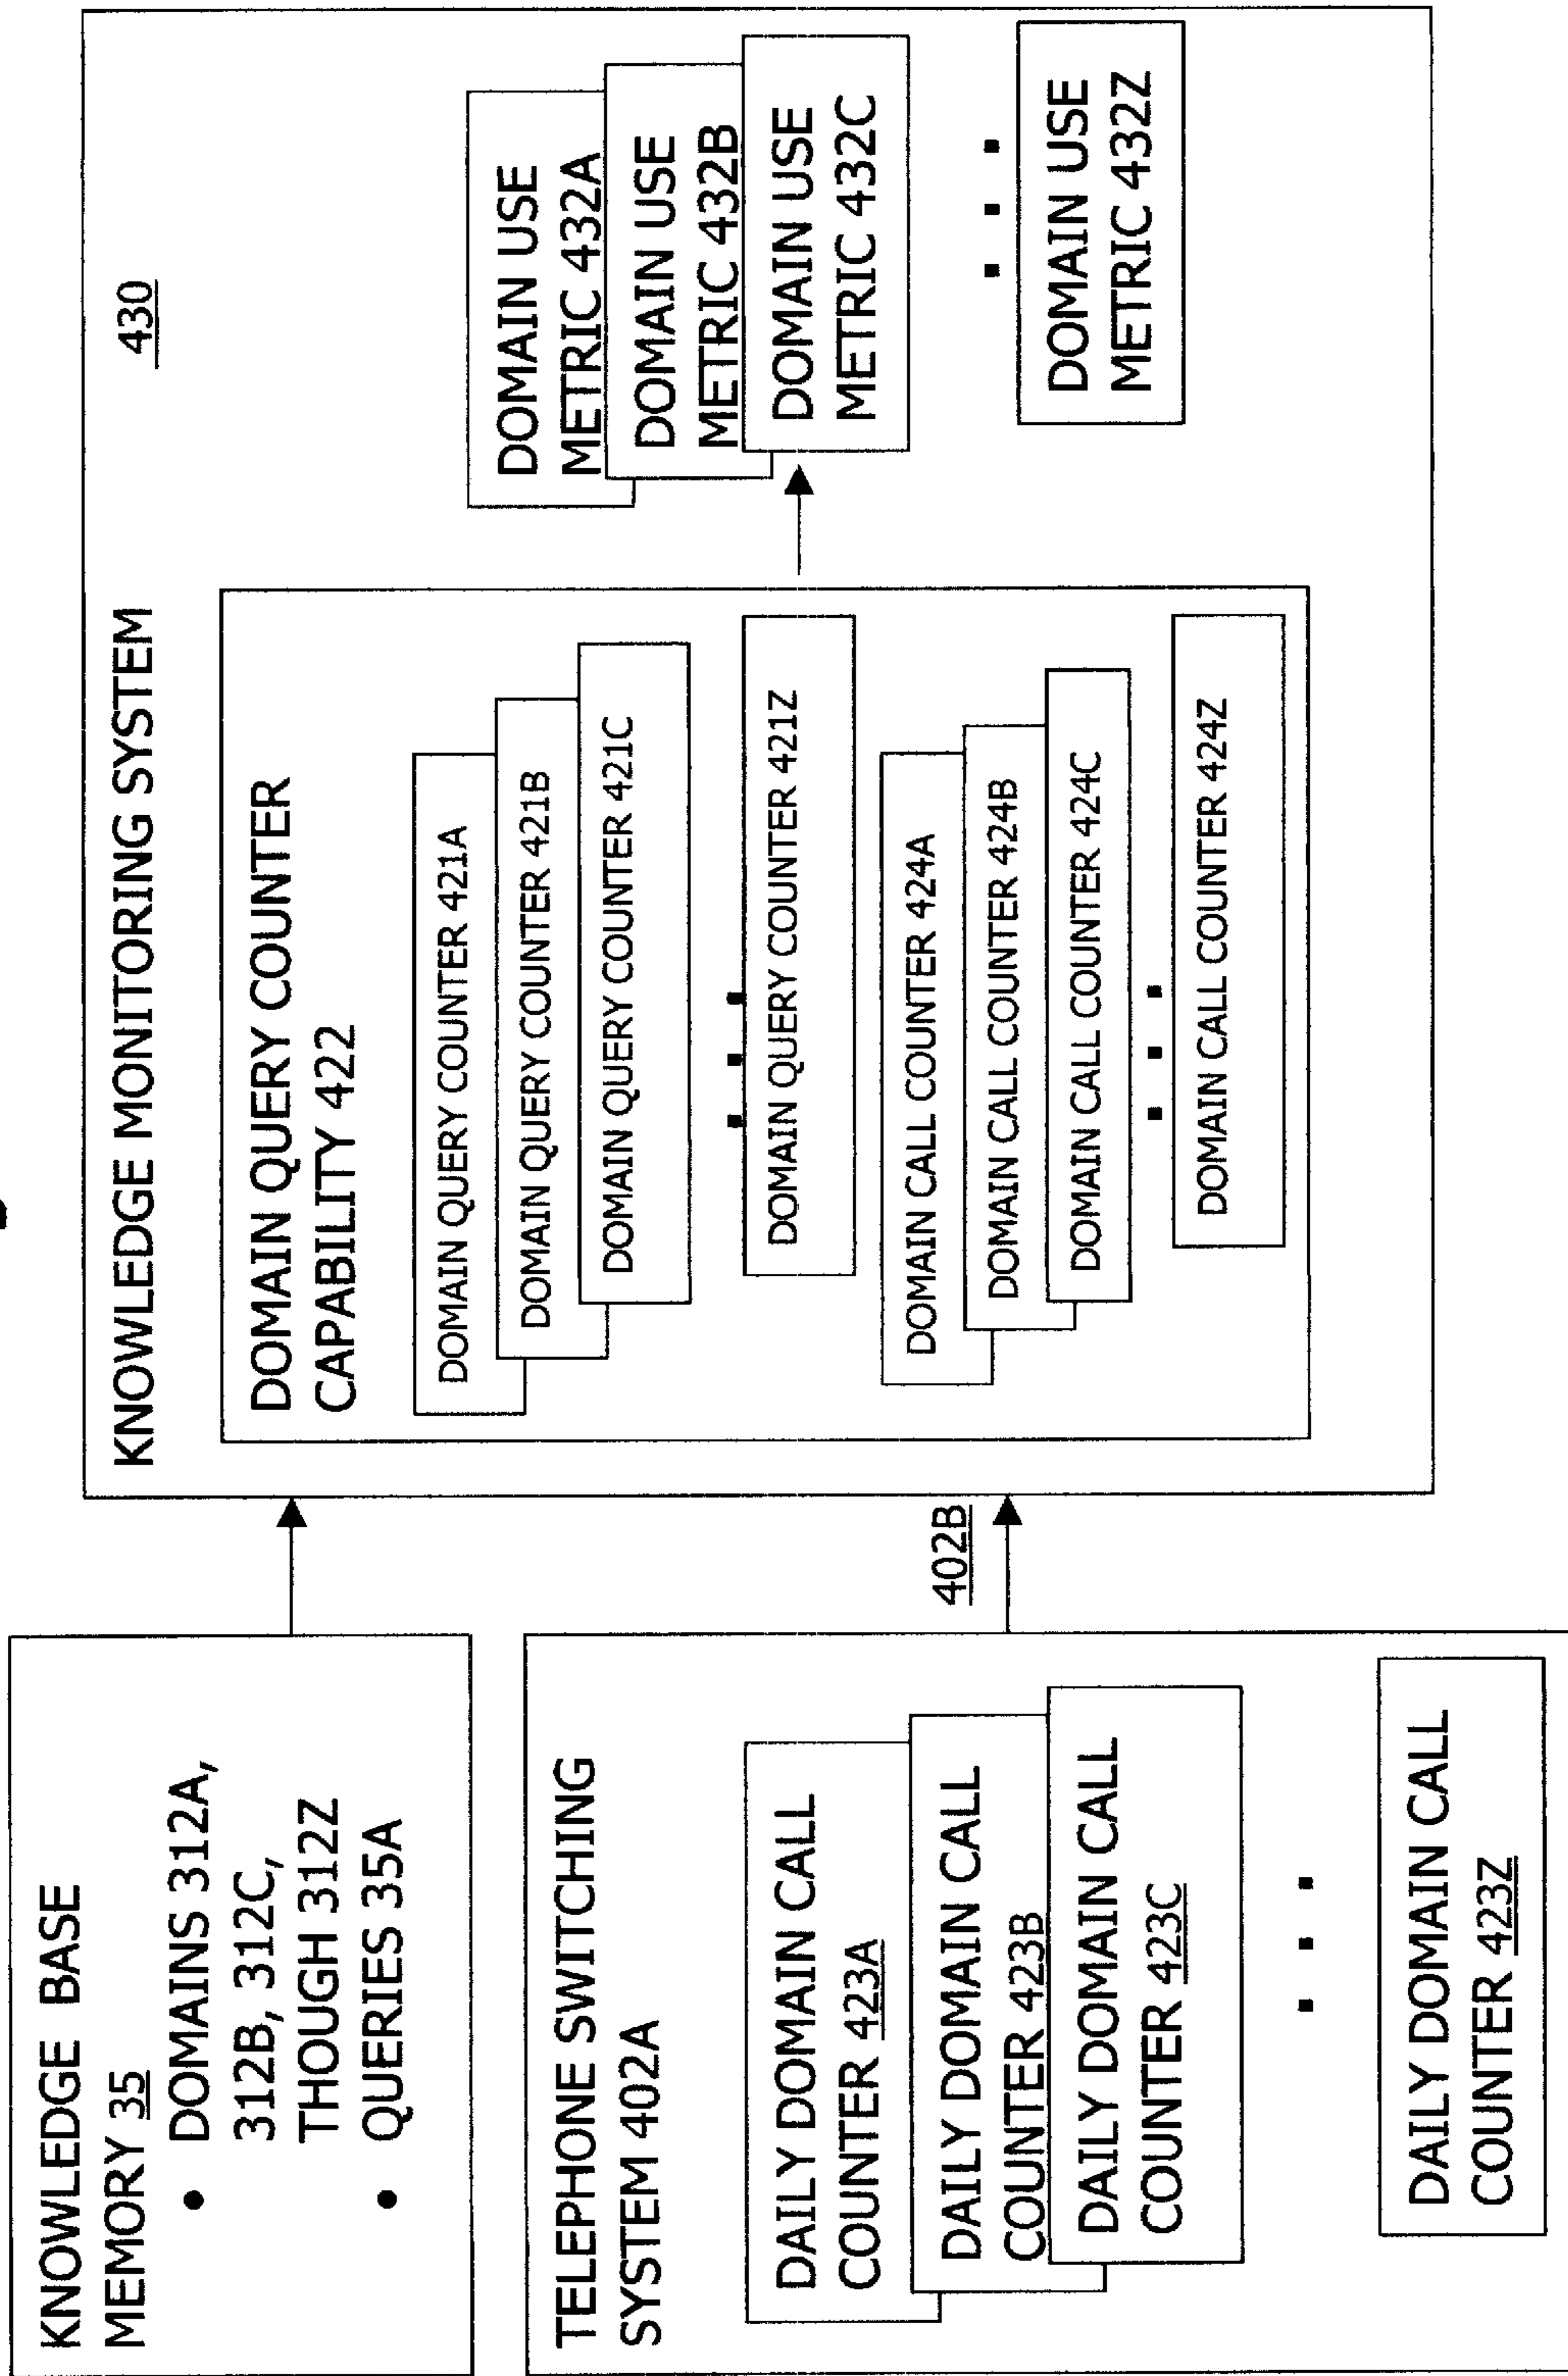 KNOWLEDGE BASE
MEMORY 35
• DOMAINS 312A,
312B, 312C,
THOUGH 312Z
• QUERIES 35A
TELEPHONE SWITCHING
SYSTEM 402A
DAILY DOMAIN CALL
COUNTER 423A
DAILY DOMAIN CALL
COUNTER 423B
DAILY DOMAIN CALL
COUNTER 423C
DAILY DOMAIN CALL
COUNTER 423Z
402B
KNOWLEDGE MONITORING SYSTEM
430
DOMAIN QUERY COUNTER
CAPABILITY 422
DOMAIN QUERY COUNTER 421A
DOMAIN QUERY COUNTER 421B
DOMAIN QUERY COUNTER 421C
DOMAIN QUERY COUNTER 421Z
DOMAIN CALL COUNTER 424A
DOMAIN CALL COUNTER 424B
DOMAIN CALL COUNTER 424C
DOMAIN CALL COUNTER 424Z
DOMAIN USE
METRIC 432A
DOMAIN USE
METRIC 432B
DOMAIN USE
METRIC 432C
DOMAIN USE
METRIC 432Z